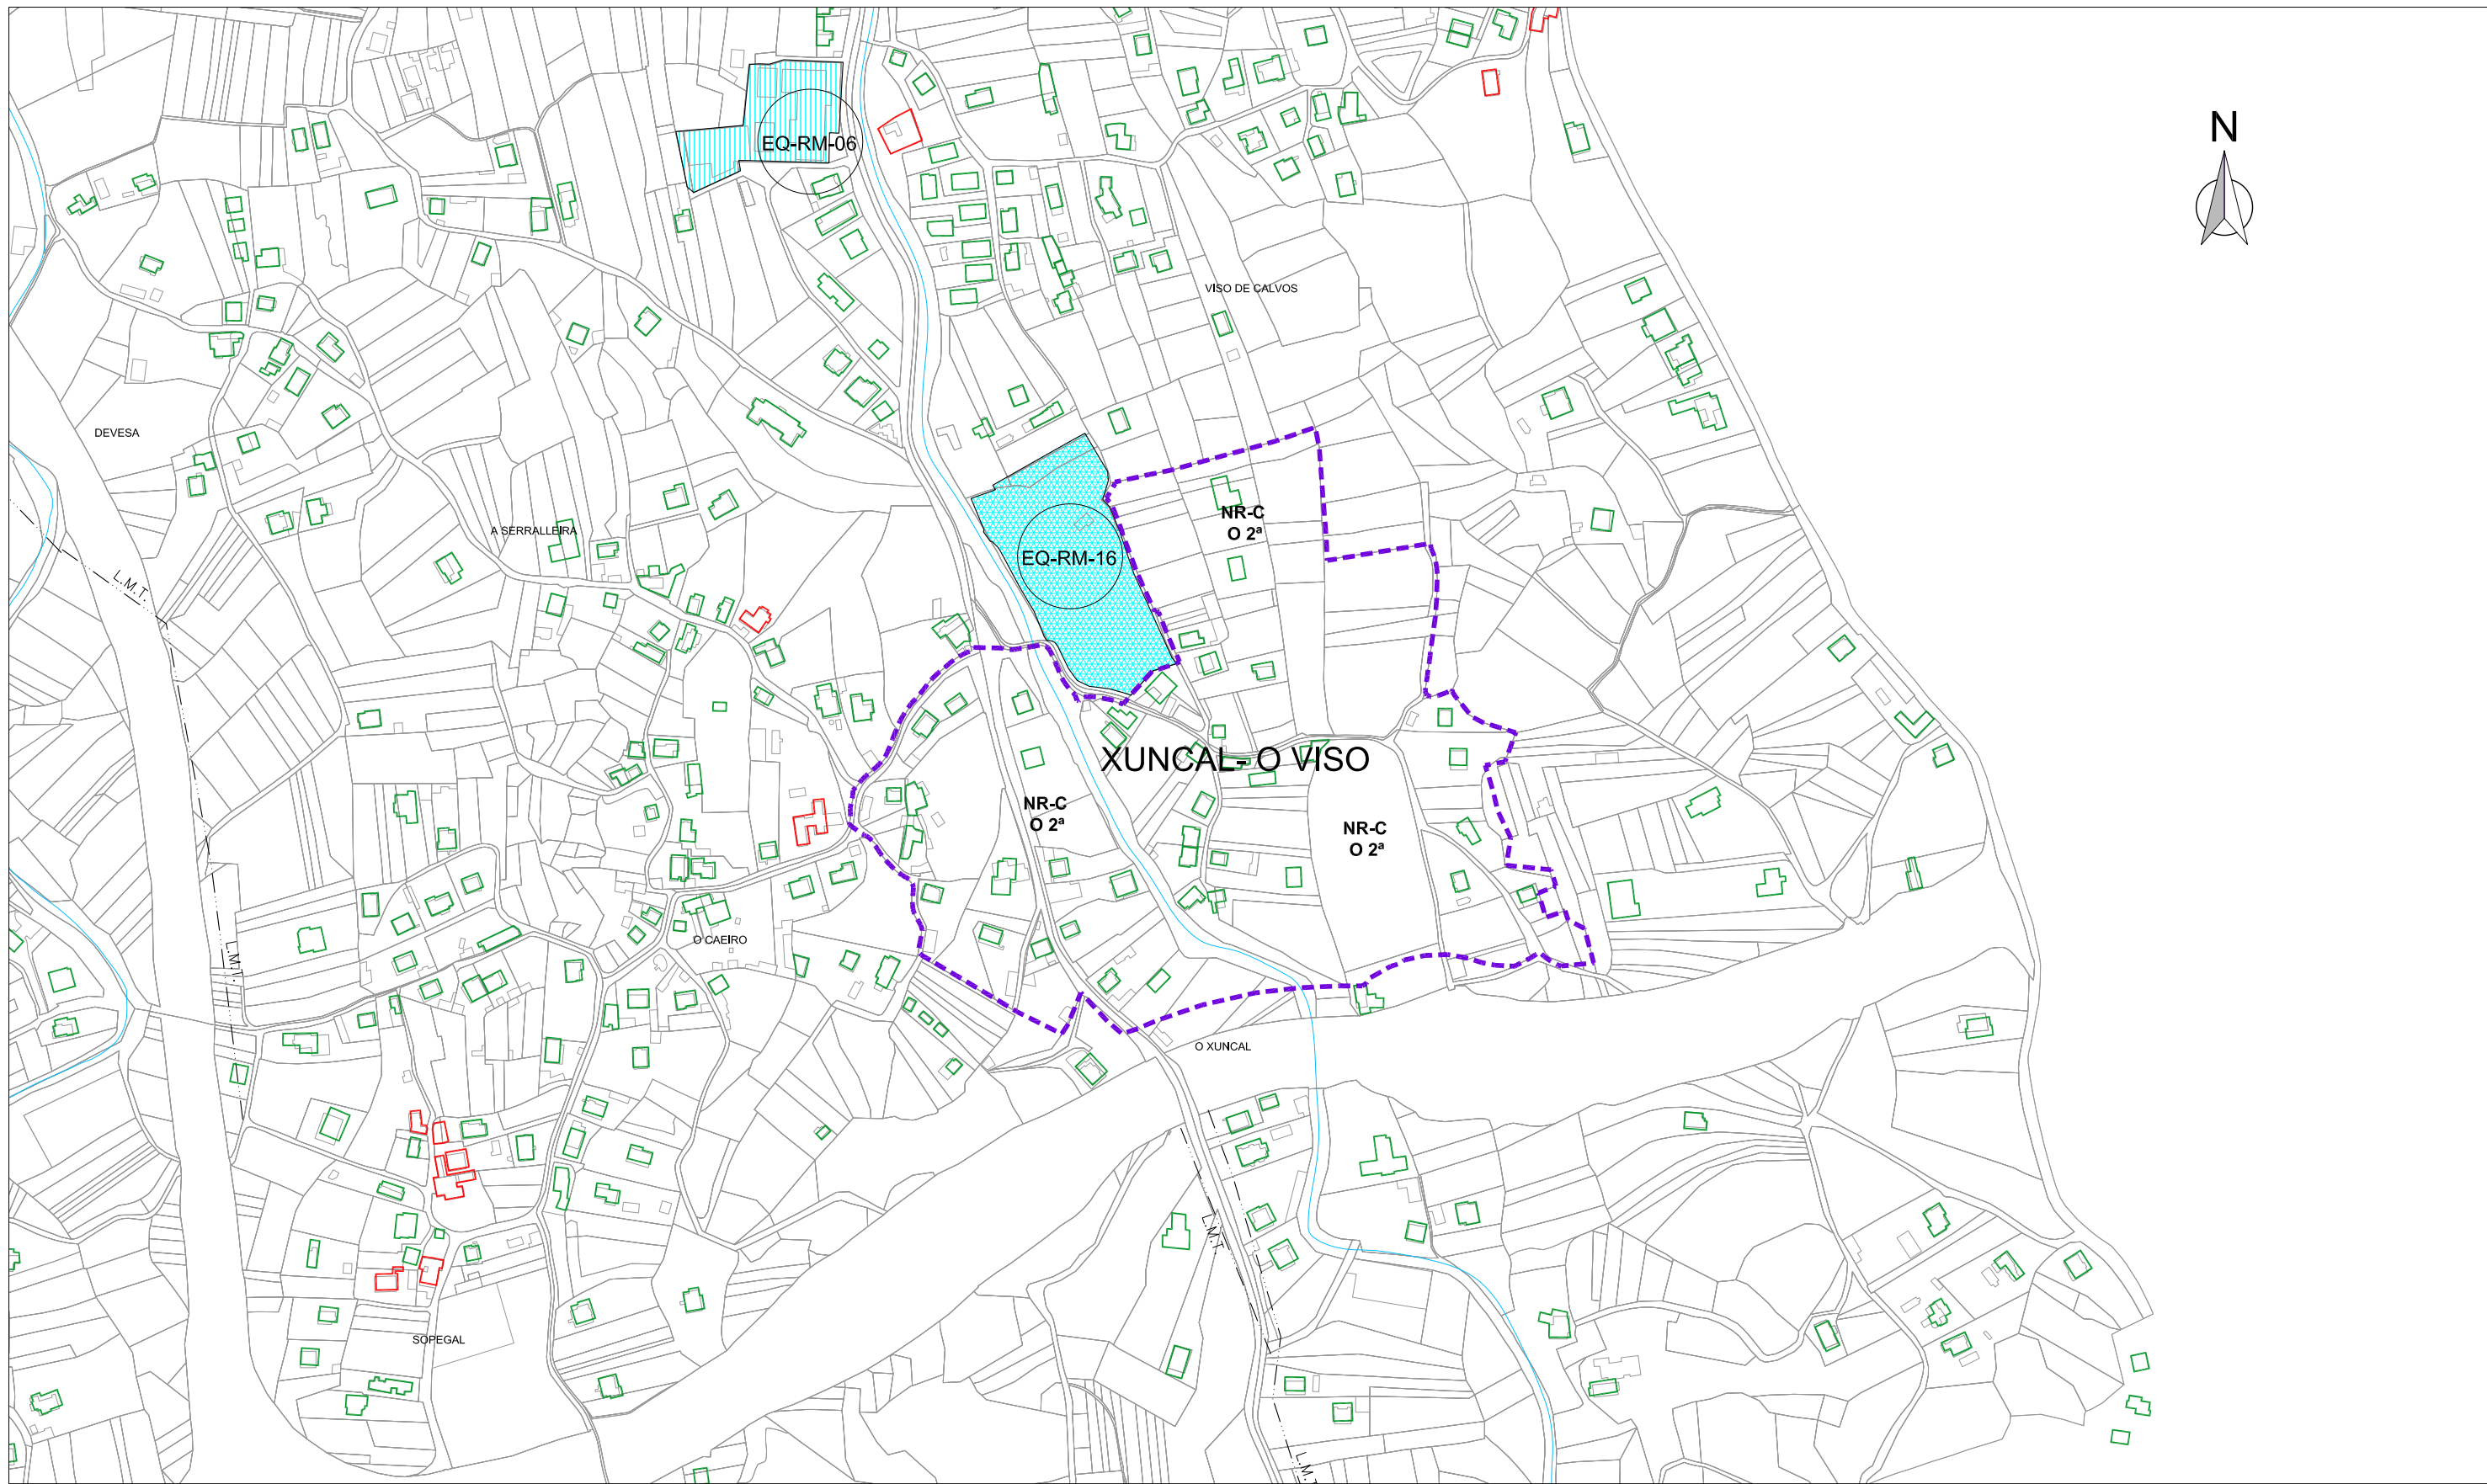 N
EQ-RM-06
VISO DE CALVOS
DEVESA
A SERRALLEIRA
NR-C
O 2ª
EQ-RM-16
L.M.T.
XUNCAL- O VISO
NR-C
O 2ª
NR-C
O 2ª
O CAEIRO
L.M.T.
O XUNCAL
L.M.T.
SOPEGAL
L.M.T.